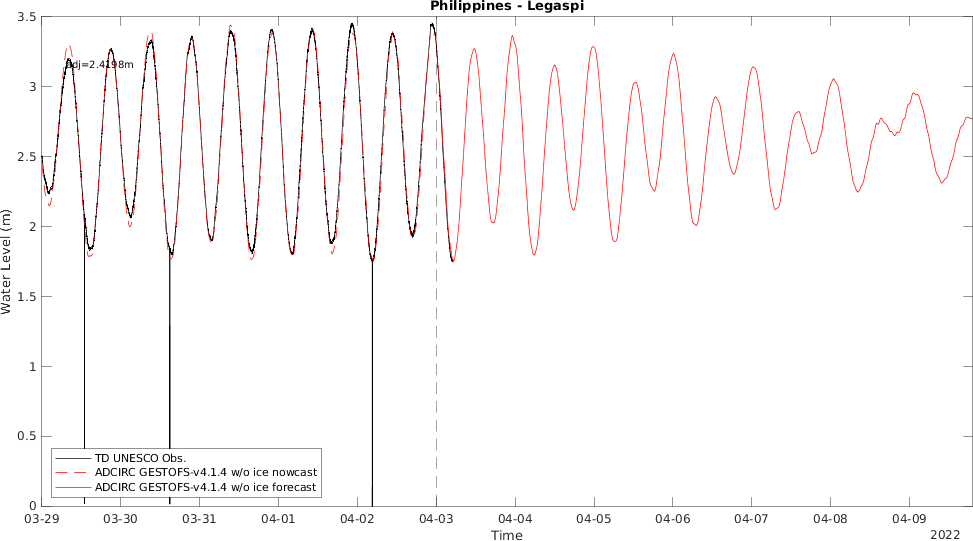 Philippines - Legaspi
3.5
3
2.5
2
1.5
1
0.5
0
Water Level (m)
adj=2.4198m
TD UNESCO Obs.
ADCIRC GESTOFS-v4.1.4 w/o ice nowcast
ADCIRC GESTOFS-v4.1.4 w/o ice forecast
03-29 03-30 03-31 04-01 04-02 04-03 04-04 04-05 04-06 04-07 04-08 04-09
Time
2022